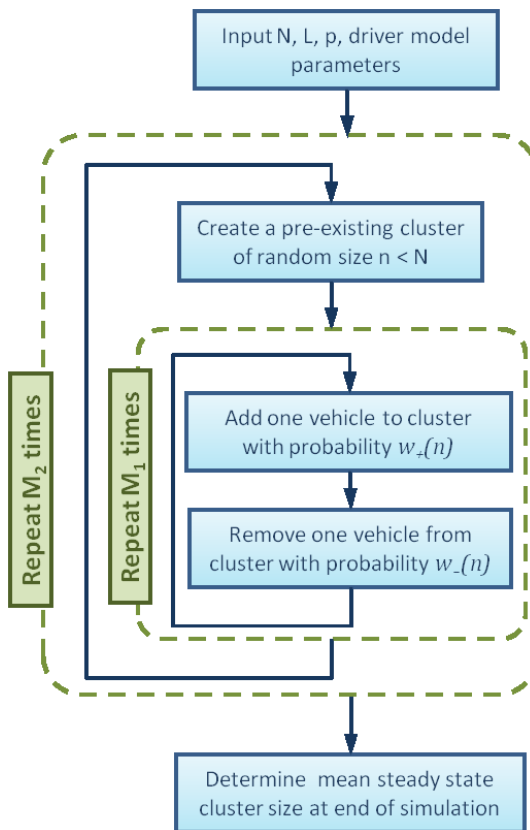 Input N, L, p, driver model
parameters
Create a pre-existing cluster
of random size n < N
Repeat M₂ times
Repeat M₁ times
Add one vehicle to cluster
with probability w₊(n)
Remove one vehicle from
cluster with probability w₋(n)
Determine mean steady state
cluster size at end of simulation